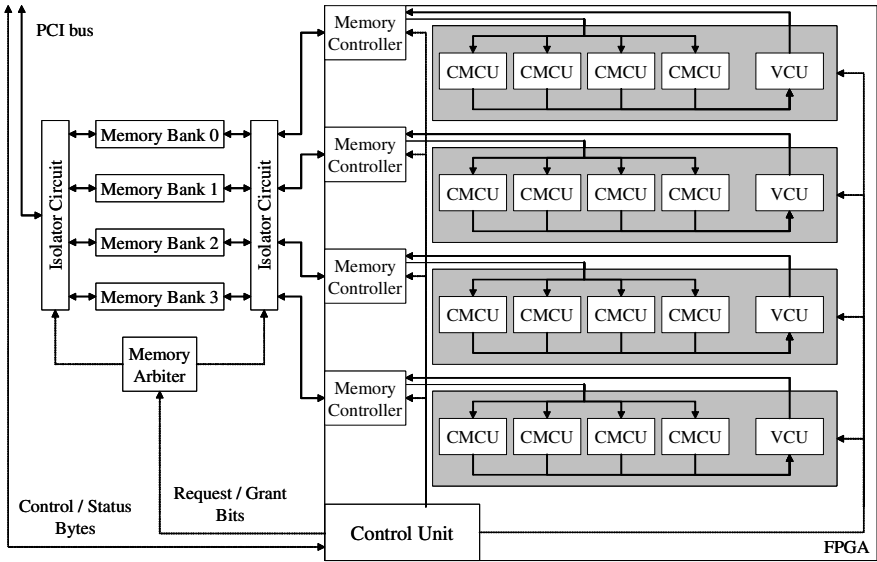 PCI bus
Memory
Controller
CMCU CMCU CMCU CMCU VCU
Isolator Circuit
Memory Bank 0
Memory Bank 1
Memory Bank 2
Memory Bank 3
Isolator Circuit
Memory
Controller
CMCU CMCU CMCU CMCU VCU
Memory
Controller
CMCU CMCU CMCU CMCU VCU
Memory
Arbiter
Memory
Controller
CMCU CMCU CMCU CMCU VCU
Control / Status
Bytes
Request / Grant
Bits
Control Unit
FPGA